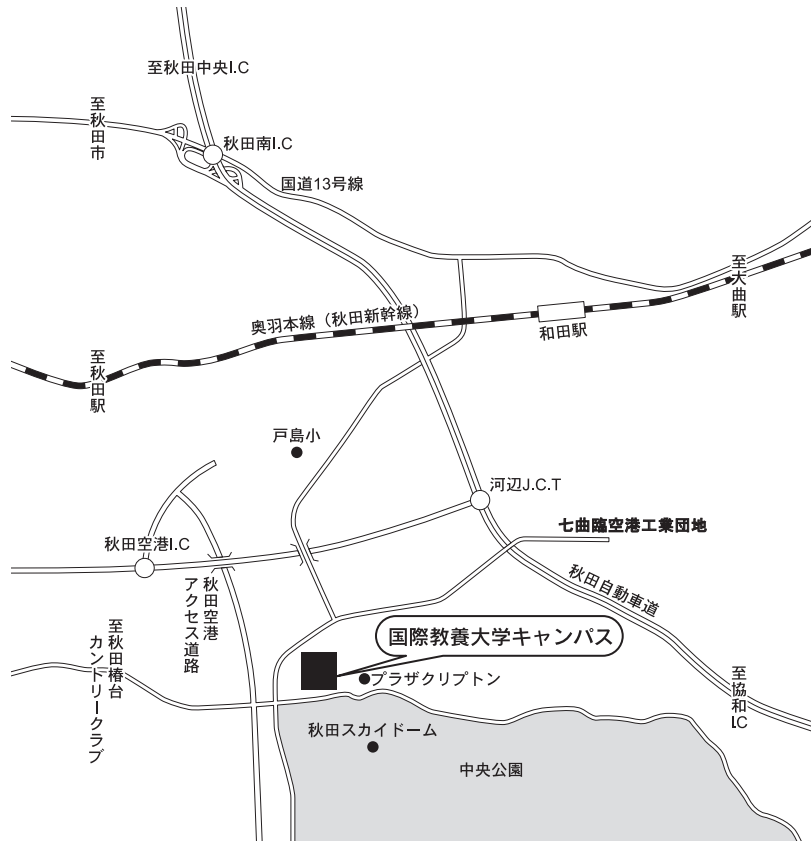 至秋田中央I.C
至秋田市
秋田南I.C
国道13号線
至大曲駅
奥羽本線（秋田新幹線）
和田駅
至秋田駅
戸島小
河辺J.C.T
七曲臨空港工業団地
秋田空港I.C
秋田自動車道
秋田空港
アクセス道路
至秋田椿台
カントリークラブ
国際教養大学キャンパス
プラザクリプトン
至協和I.C
秋田スカイドーム
中央公園